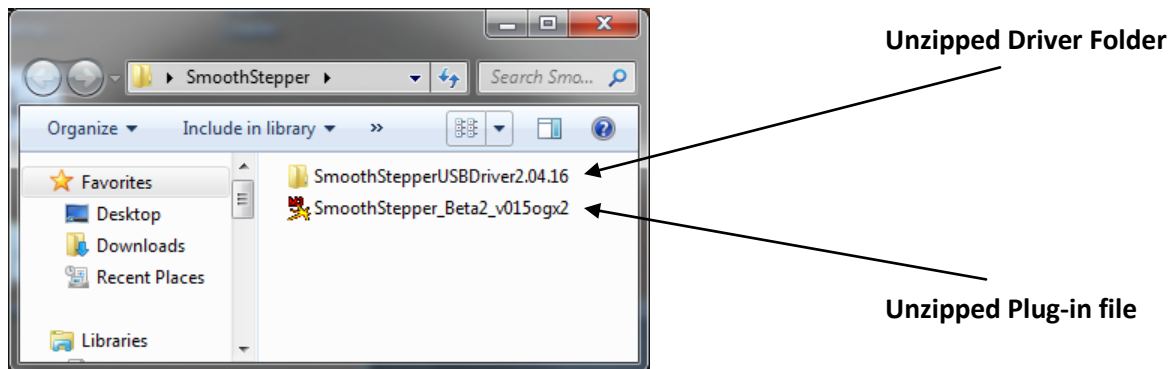 Unzipped Driver Folder
SmoothStepper
Search Smo...
Organize Include in library »
Favorites
SmoothStepperUSBDriver2.04.16
Desktop
SmoothStepper_Beta2_v015ogx2
Downloads
Recent Places
Unzipped Plug-in file
Libraries